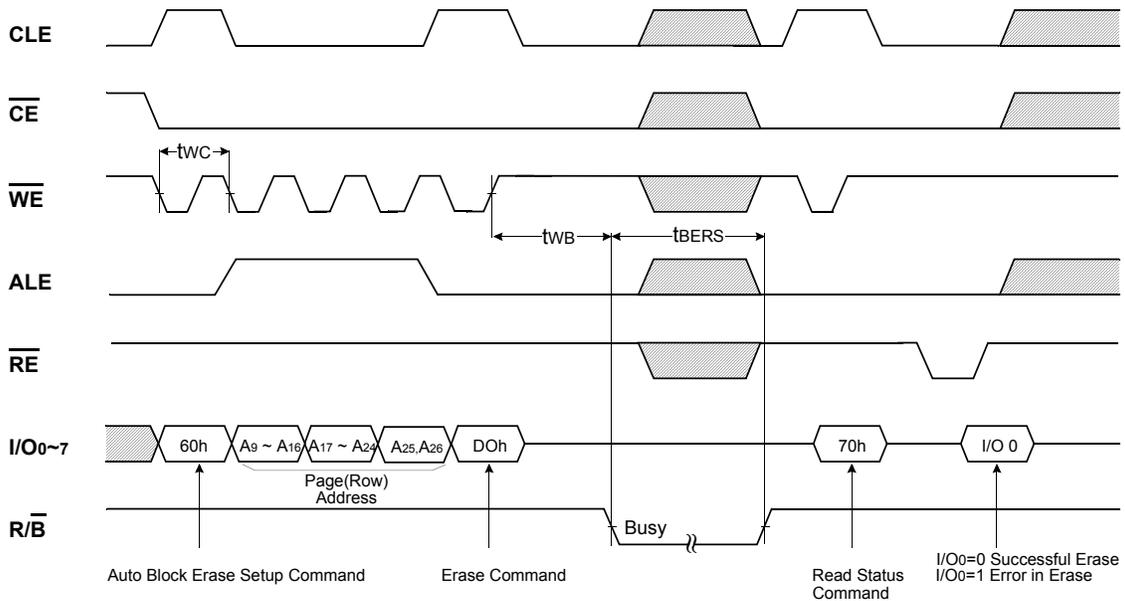 CLE
CE
tWC
WE
tWB
tBERS
ALE
RE
I/O0~7
60h
A9 ~ A16
A17 ~ A24
A25,A26
DOh
70h
I/O 0
Page(Row)
Address
R/B
Busy
Auto Block Erase Setup Command
Erase Command
Read Status
Command
I/O0=0 Successful Erase
I/O0=1 Error in Erase